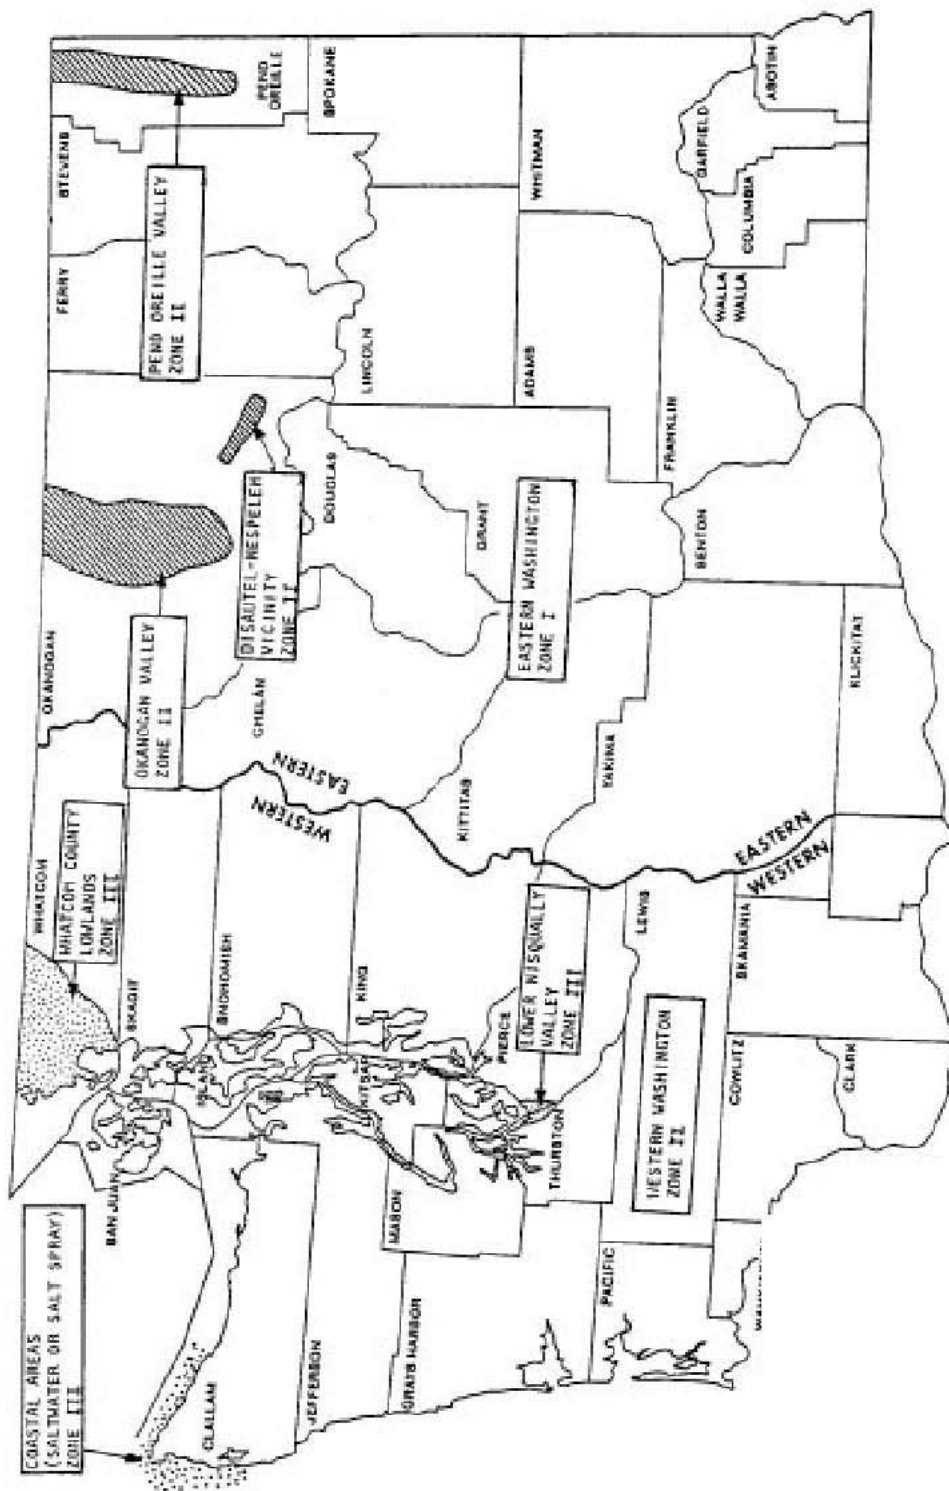 COASTAL AREAS
(SALTWATER OR SALT SPRAY)
ZONE III
WHATCOM
WHATCOM COUNTY
LOWLANDS
ZONE III
OKANOGAN
FERRY
STEVENS
PEND
OREILLE
PEND OREILLE VALLEY
ZONE II
OKANOGAN VALLEY
ZONE II
DISAUTEL-NESPELEH
VICINITY
ZONE II
SAN JUAN
SKAGIT
ISLAND
SNOHOMISH
CHELAN
DOUGLAS
LINCOLN
SPOKANE
CLALLAM
JEFFERSON
KITSAP
KING
WESTERN
EASTERN
KITTITAS
GRANT
ADAMS
WHITMAN
EASTERN WASHINGTON
ZONE I
GRAYS HARBOR
MASON
THURSTON
PIERCE
LOWER NISQUALLY
VALLEY
ZONE III
YAKIMA
FRANKLIN
BENTON
WALLA
WALLA
COLUMBIA
GARFIELD
ASOTIN
PACIFIC
LEWIS
WESTERN WASHINGTON
ZONE II
EASTERN
WESTERN
COWLITZ
SKAMANIA
CLARK
KLICKITAT